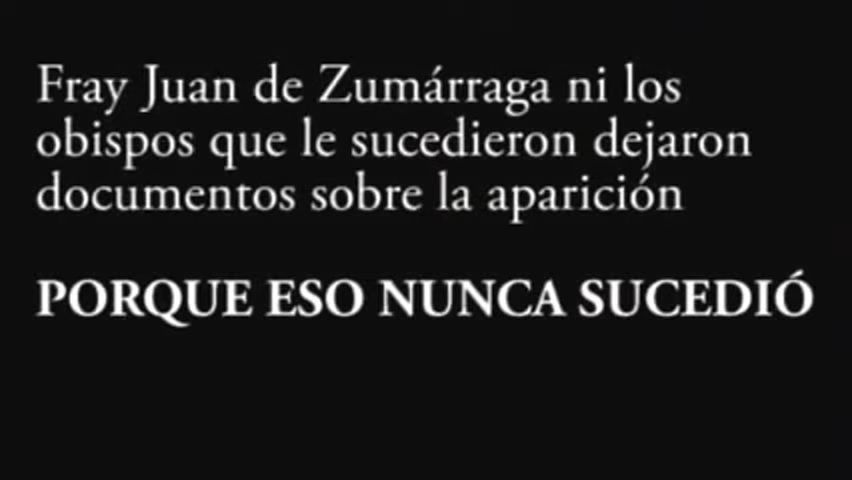 Fray Juan de Zumárraga ni los
obispos que le sucedieron dejaron
documentos sobre la aparición
PORQUE ESO NUNCA SUCEDIÓ